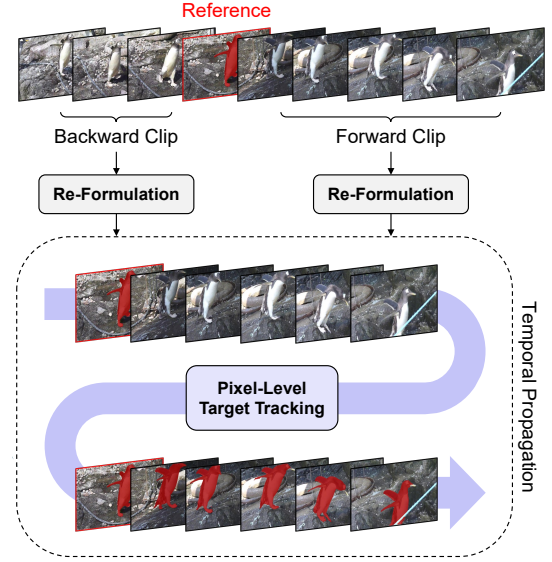 Reference
Backward Clip
Forward Clip
Re-Formulation
Re-Formulation
Temporal Propagation
Pixel-Level
Target Tracking